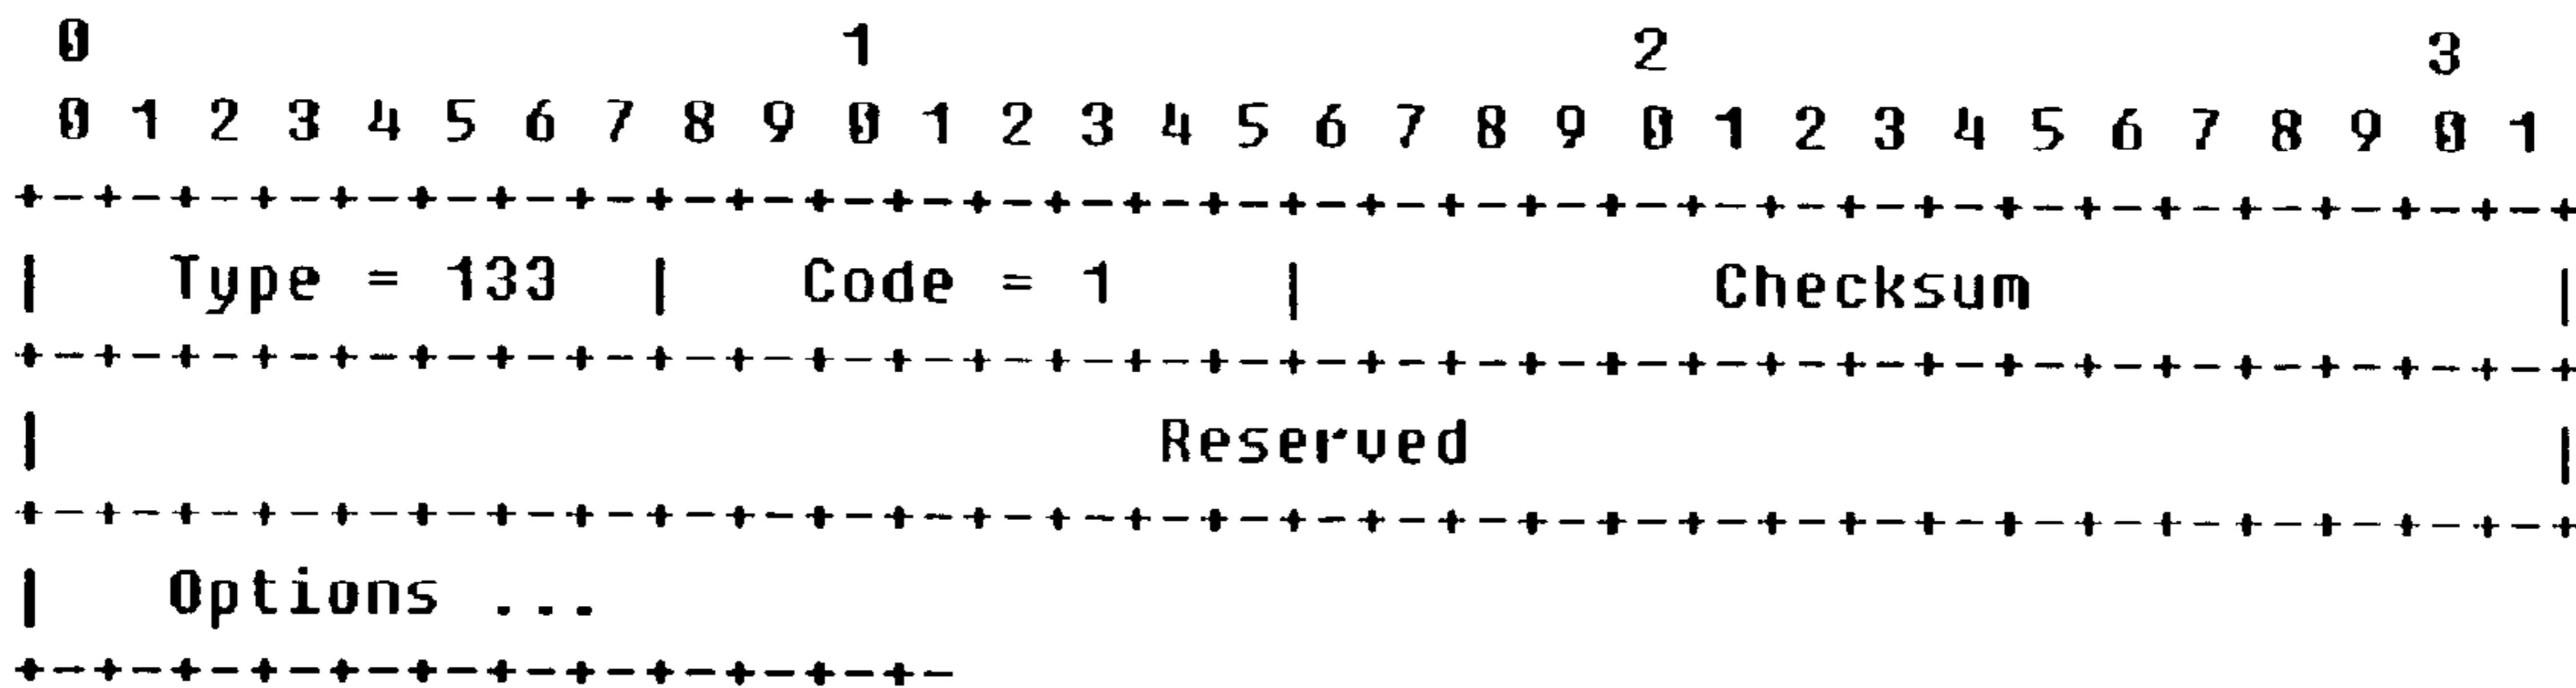 0                   1                   2                   3
 0 1 2 3 4 5 6 7 8 9 0 1 2 3 4 5 6 7 8 9 0 1 2 3 4 5 6 7 8 9 0 1
+-+-+-+-+-+-+-+-+-+-+-+-+-+-+-+-+-+-+-+-+-+-+-+-+-+-+-+-+-+-+-+-+
|   Type = 133  |   Code = 1    |          Checksum             |
+-+-+-+-+-+-+-+-+-+-+-+-+-+-+-+-+-+-+-+-+-+-+-+-+-+-+-+-+-+-+-+-+
|                            Reserved                           |
+-+-+-+-+-+-+-+-+-+-+-+-+-+-+-+-+-+-+-+-+-+-+-+-+-+-+-+-+-+-+-+-+
|   Options ...
+-+-+-+-+-+-+-+-+-+-+-+-